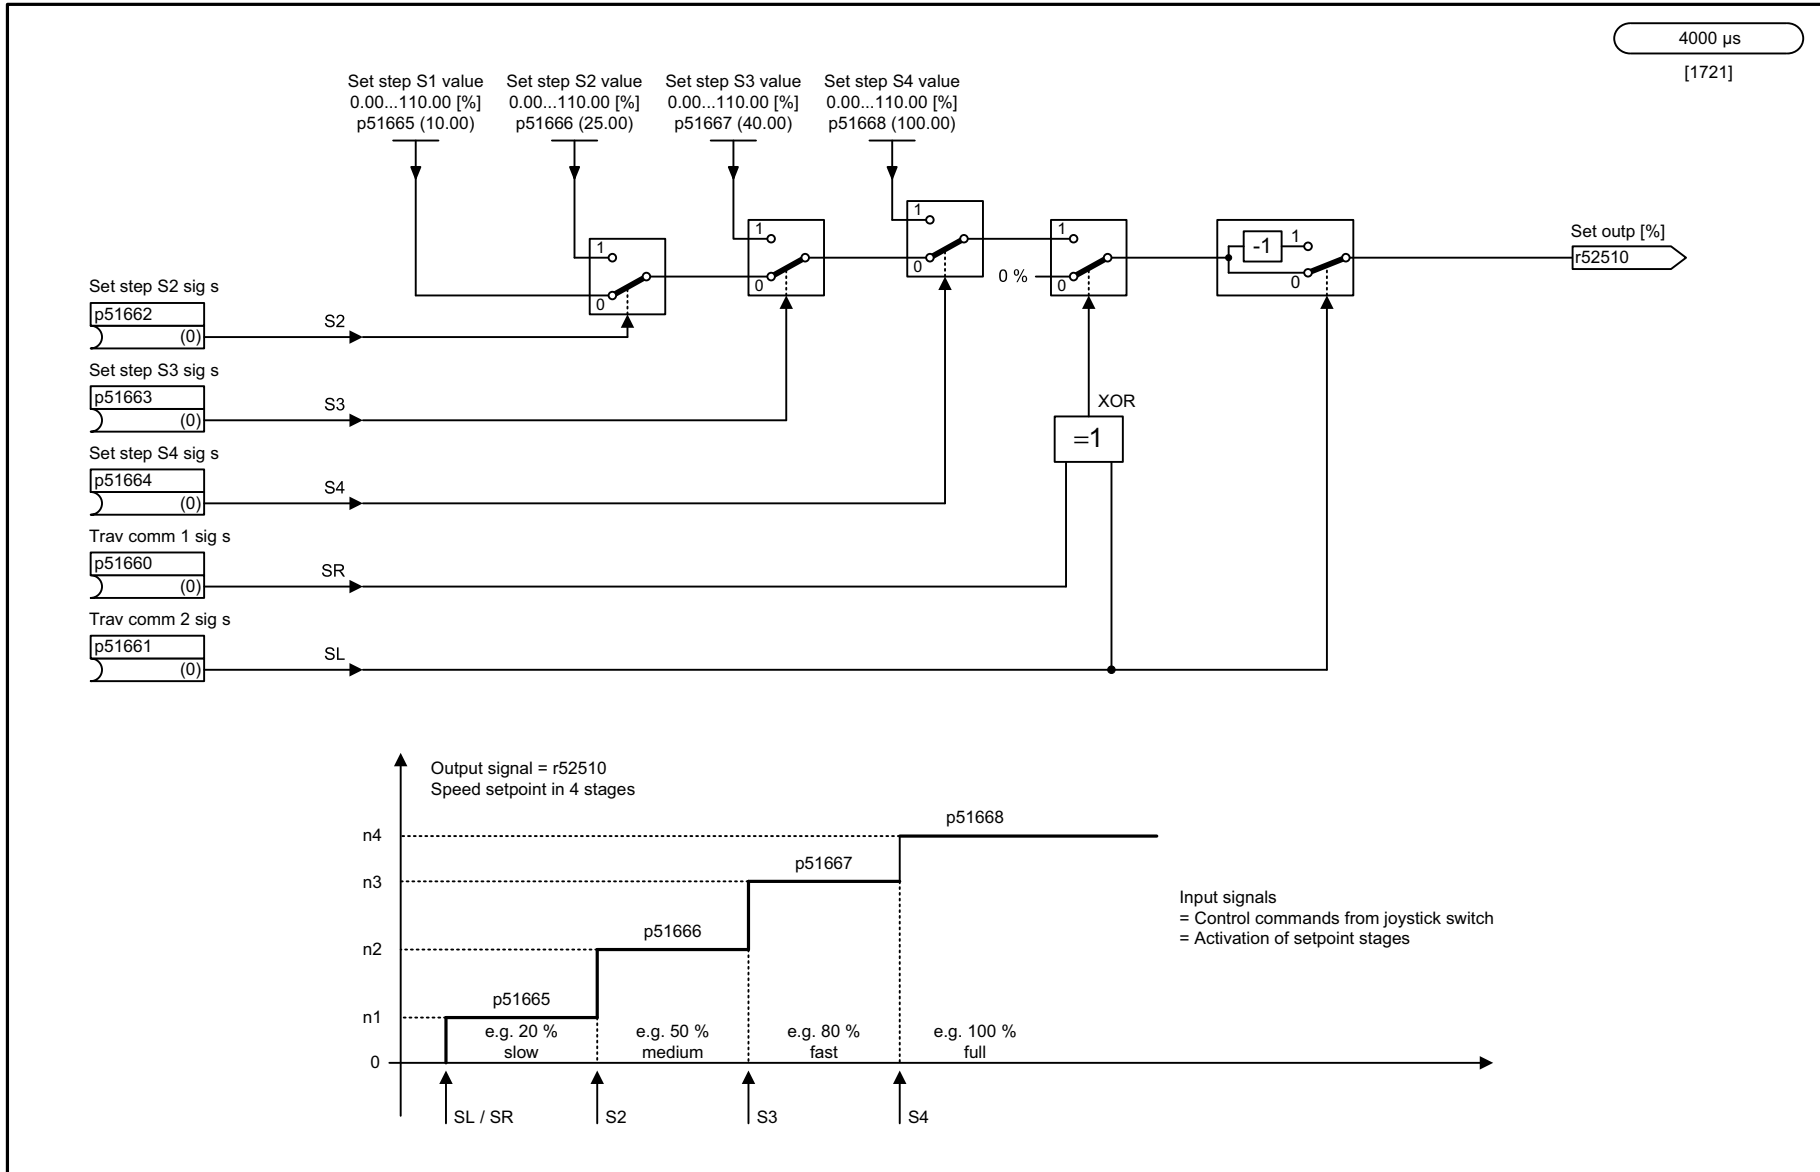 4000 µs
[1721]
Set step S1 value
0.00...110.00 [%]
p51665 (10.00)
Set step S2 value
0.00...110.00 [%]
p51666 (25.00)
Set step S3 value
0.00...110.00 [%]
p51667 (40.00)
Set step S4 value
0.00...110.00 [%]
p51668 (100.00)
1
0
1
0
1
0
1
0 %
0
-1
1
0
Set outp [%]
r52510
Set step S2 sig s
p51662
(0)
S2
Set step S3 sig s
p51663
(0)
S3
XOR
=1
Set step S4 sig s
p51664
(0)
S4
Trav comm 1 sig s
p51660
(0)
SR
Trav comm 2 sig s
p51661
(0)
SL
Output signal = r52510
Speed setpoint in 4 stages
n4
p51668
n3
p51667
n2
p51666
n1
p51665
0
e.g. 20 %
slow
e.g. 50 %
medium
e.g. 80 %
fast
e.g. 100 %
full
SL / SR
S2
S3
S4
Input signals
= Control commands from joystick switch
= Activation of setpoint stages